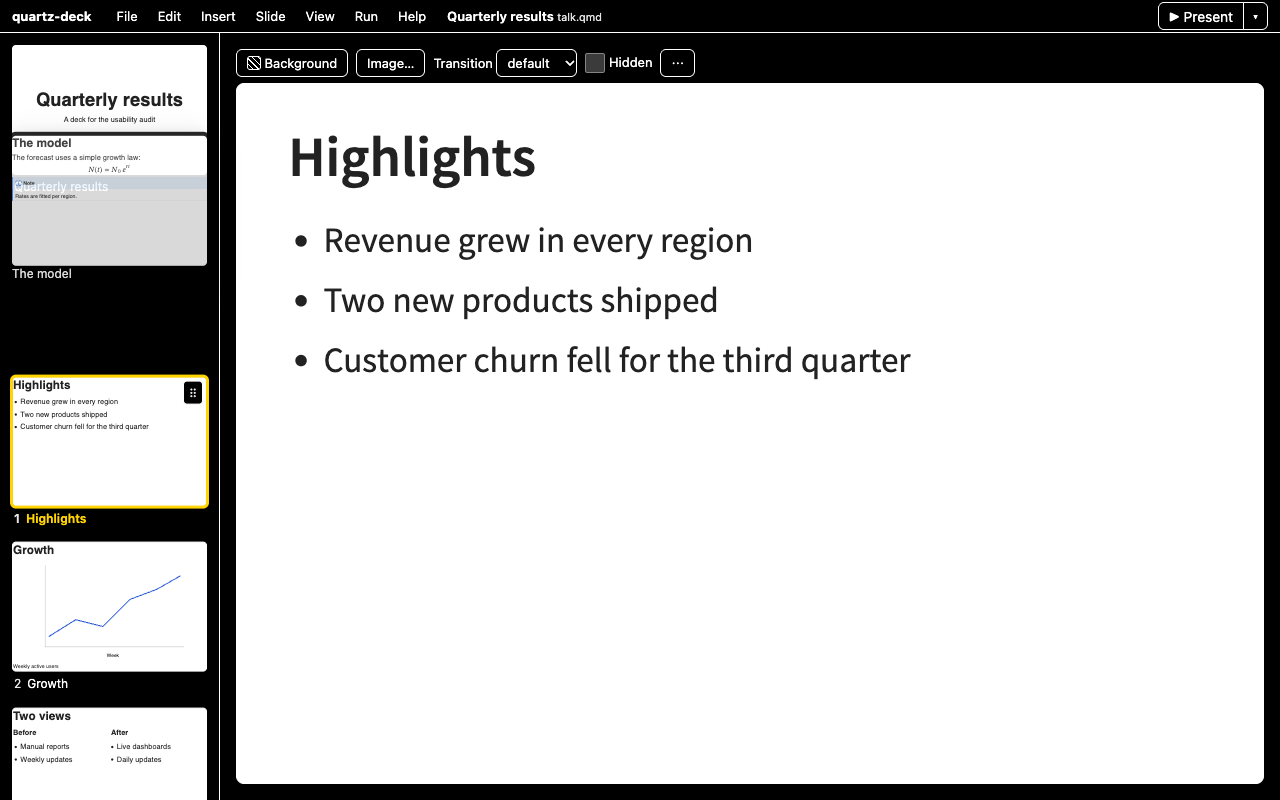 quartz-deck File Edit Insert Slide View Run Help Quarterly results talk.qmd Present
Background Image... Transition default Hidden ...
Quarterly results
A deck for the usability audit
The model
The forecast uses a simple growth law:
N(t) = N₀ eʳᵗ
Note
Quarterly results
Rates are fitted per region.
The model
Highlights
• Revenue grew in every region
• Two new products shipped
• Customer churn fell for the third quarter
1 Highlights
Growth
Week
Weekly active users
2 Growth
Two views
Before After
• Manual reports • Live dashboards
• Weekly updates • Daily updates
Highlights
• Revenue grew in every region
• Two new products shipped
• Customer churn fell for the third quarter